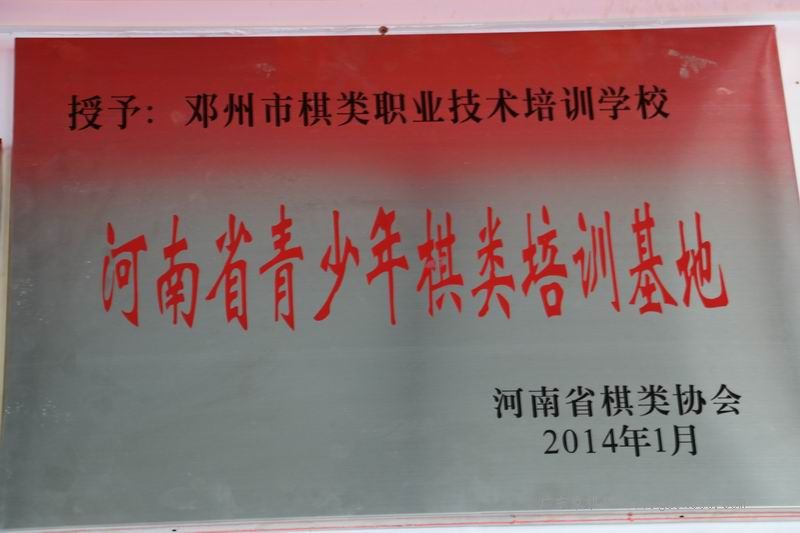 授予：邓州市棋类职业技术培训学校
河南省青少年棋类培训基地
河南省棋类协会
2014年1月